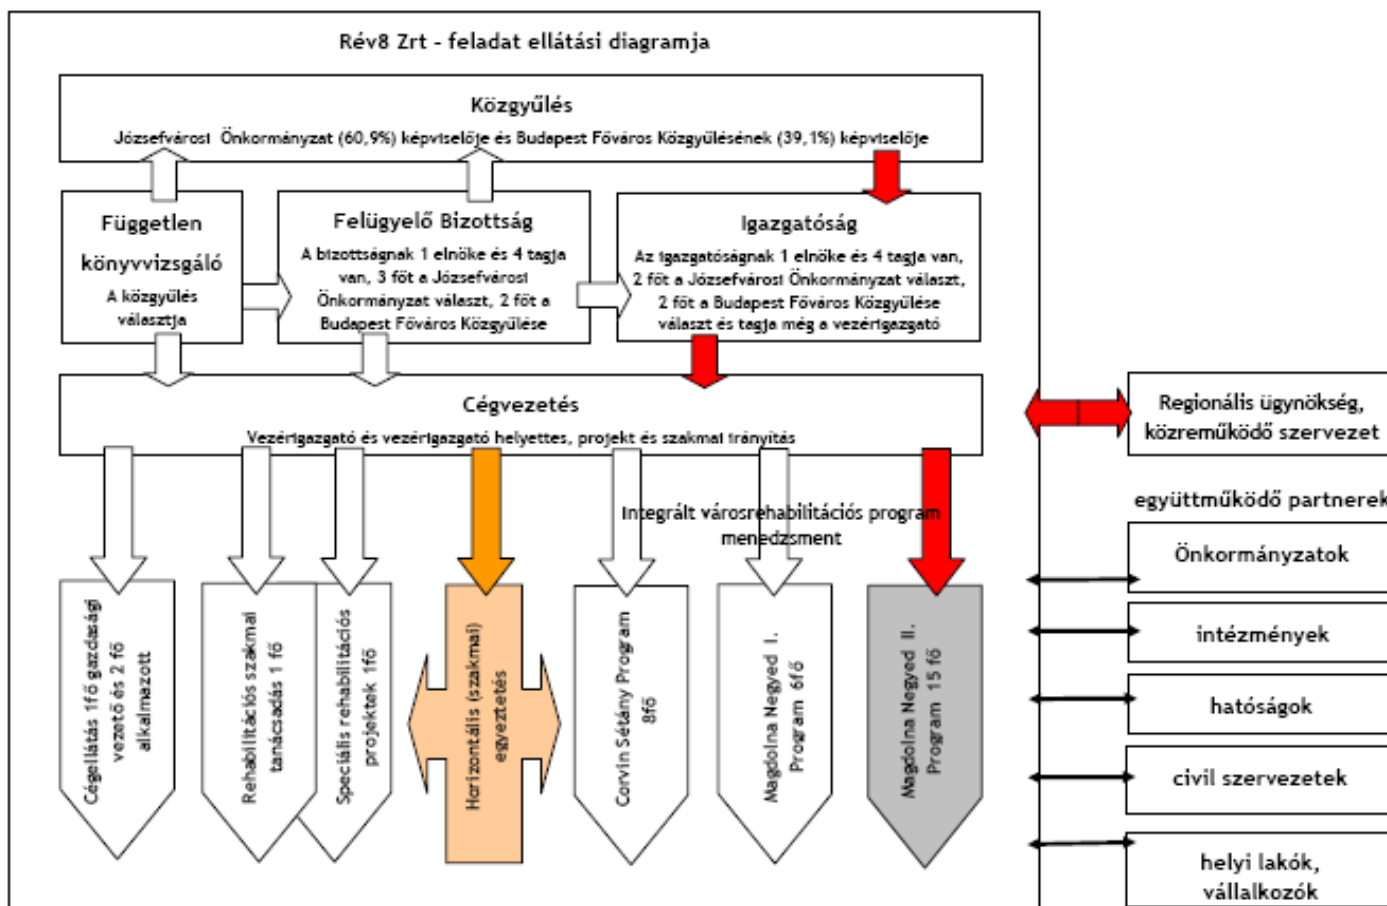 Rév8 Zrt - feladat ellátási diagramja
Közgyűlés
Józsefvárosi Önkormányzat (60,9%) képviselője és Budapest Főváros Közgyűlésének (39,1%) képviselője
Független
könyvvizsgáló
A közgyűlés
választja
Felügyelő Bizottság
A bizottságnak 1 elnöke és 4 tagja
van, 3 főt a Józsefvárosi
Önkormányzat választ, 2 főt a
Budapest Főváros Közgyűlése
Igazgatóság
Az igazgatóságnak 1 elnöke és 4 tagja van,
2 főt a Józsefvárosi Önkormányzat választ,
2 főt a Budapest Főváros Közgyűlése
választ és tagja még a vezérigazgató
Cégvezetés
Vezérigazgató és vezérigazgató helyettes, projekt és szakmai irányítás
Integrált városrehabilitációs program
menedzsment
Cégellátás 1fő gazdasági
vezető és 2 fő
alkalmazott
Rehabilitációs szakmai
tanácsadás 1 fő
Speciális rehabilitációs
projektek 1fő
Horizontális (szakmai)
egyeztetés
Corvin Sétány Program
8fő
Magdolna Negyed I.
Program 6fő
Magdolna Negyed II.
Program 15 fő
Regionális ügynökség,
közreműködő szervezet
együttműködő partnerek
Önkormányzatok
intézmények
hatóságok
civil szervezetek
helyi lakók,
vállalkozók